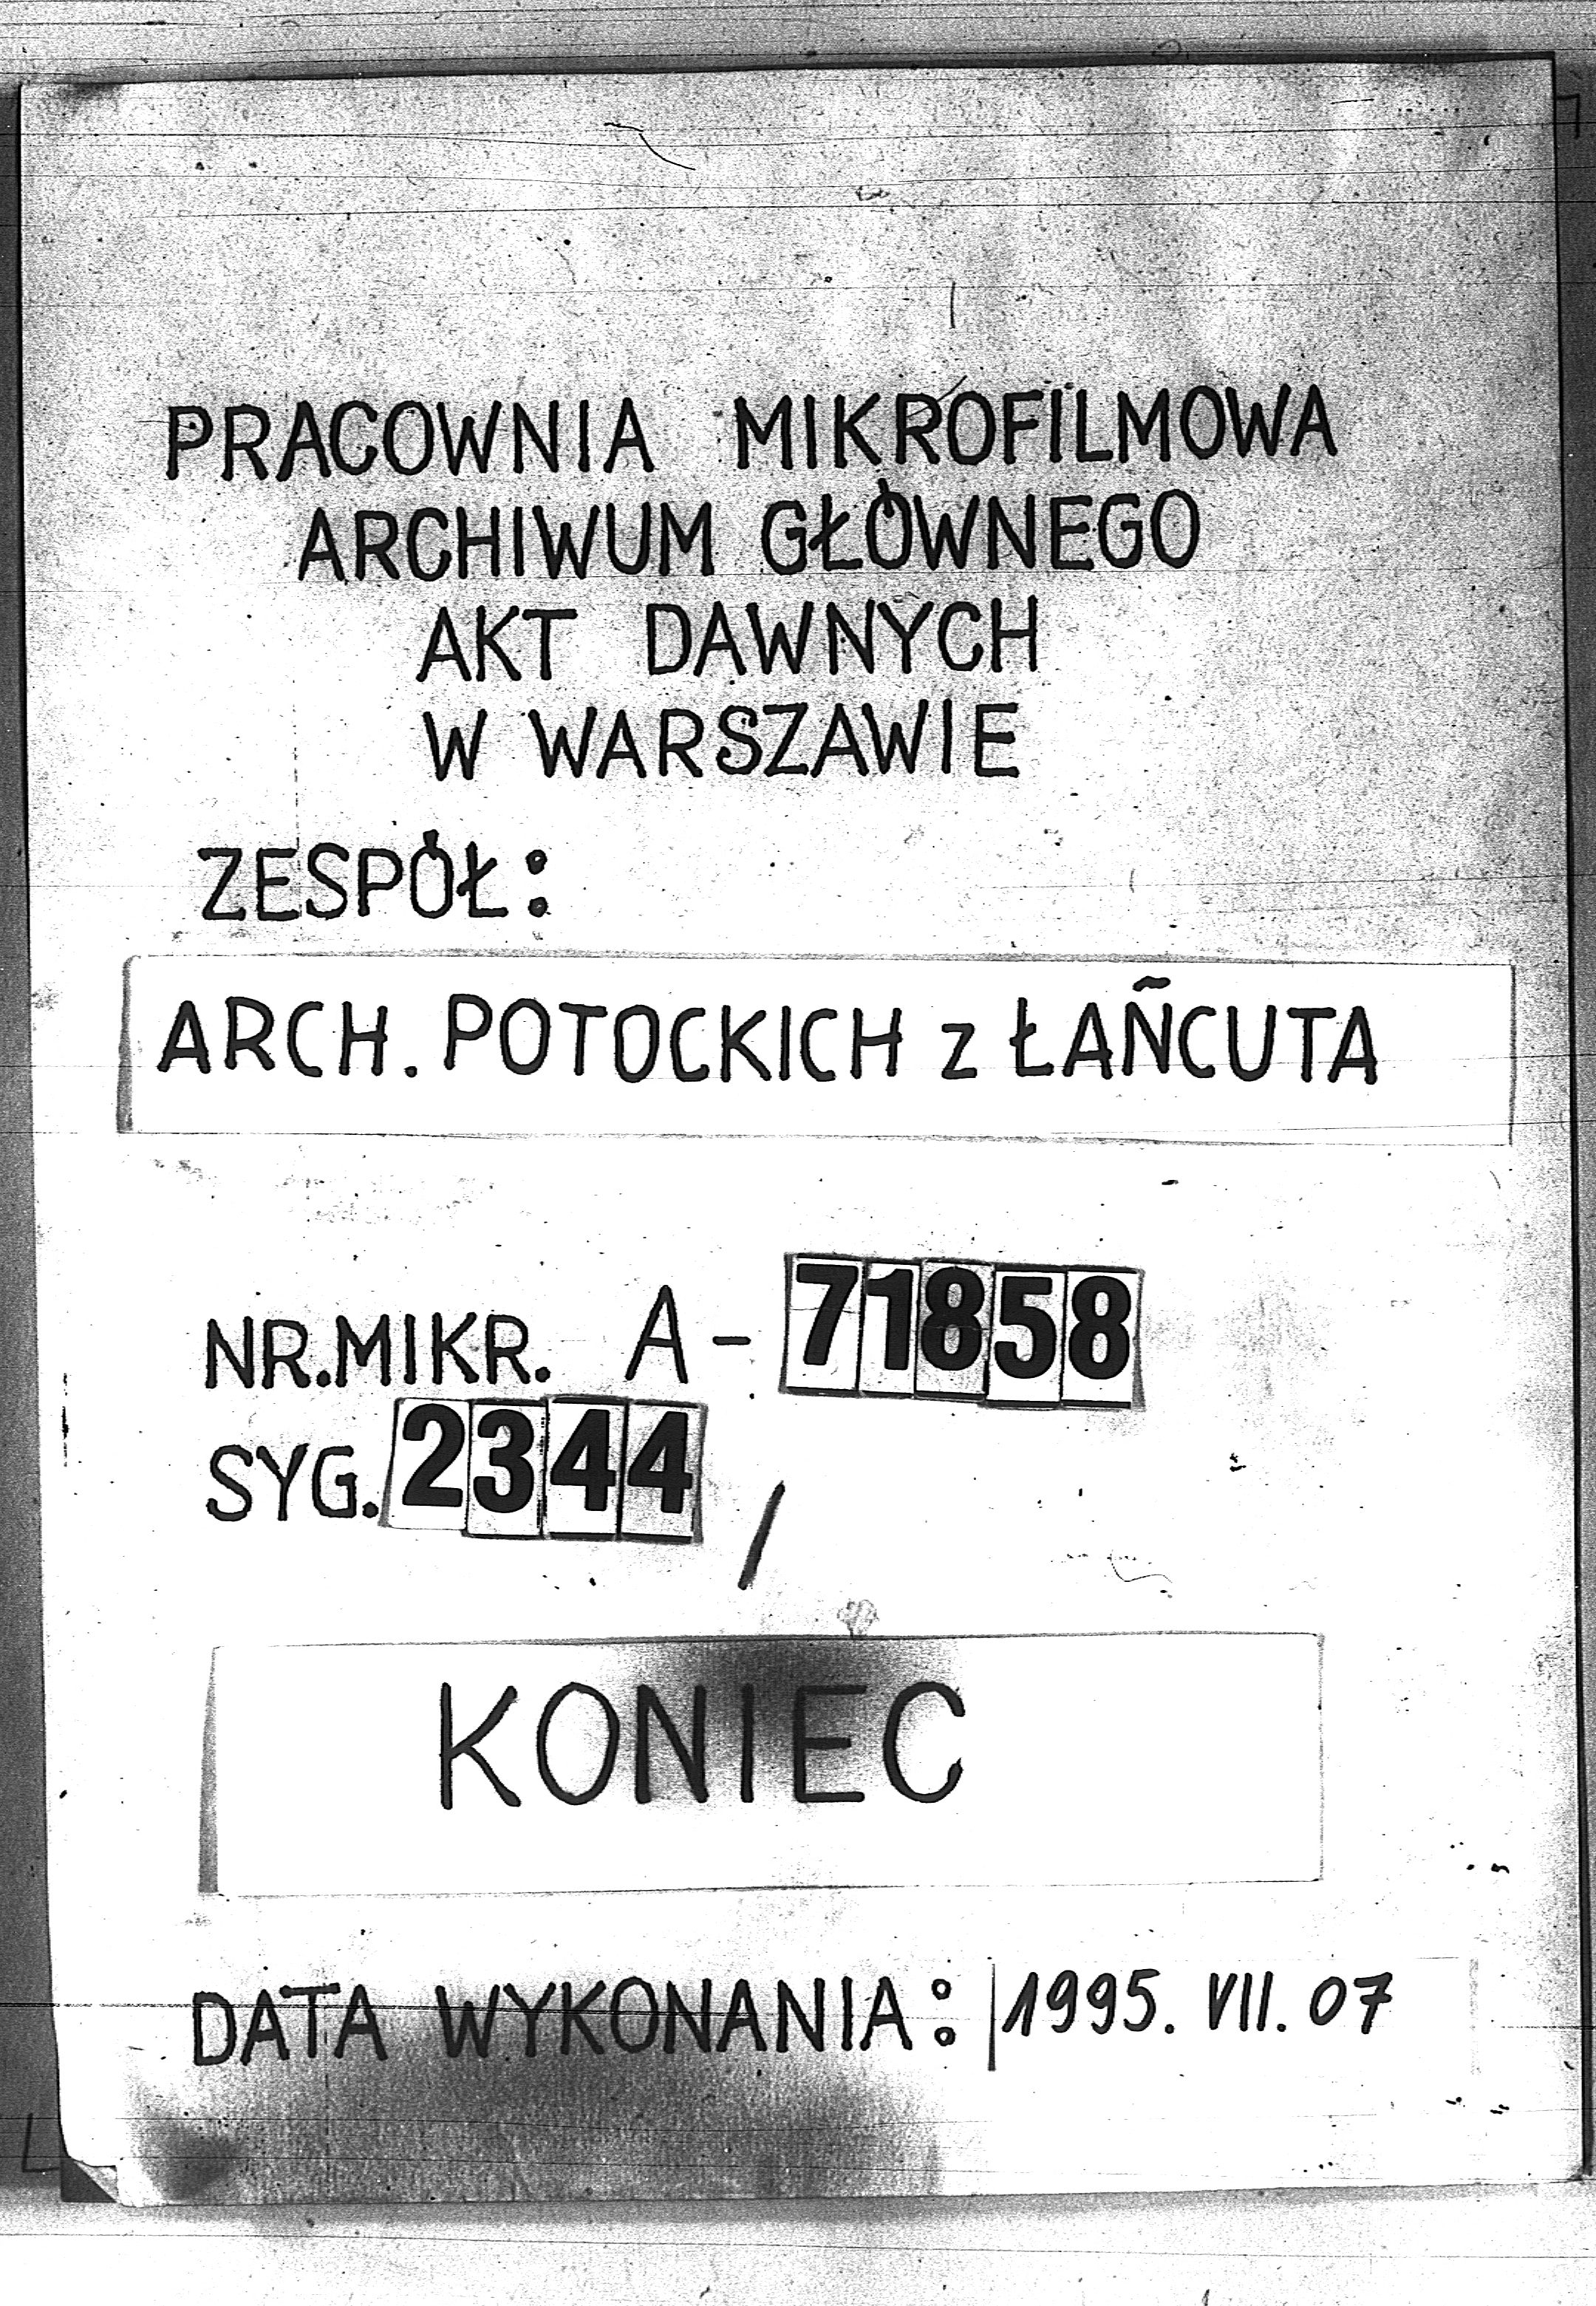 PRACOWNIA MIKROFILMOWA
ARCHIWUM GŁÓWNEGO
AKT DAWNYCH
W WARSZAWIE
ZESPÓŁ:
ARCH. POTOCKICH z ŁAŃCUTA
NR.MIKR. A-71858
SYG. 2344 /
KONIEC
DATA WYKONANIA: 1995. VII. 07